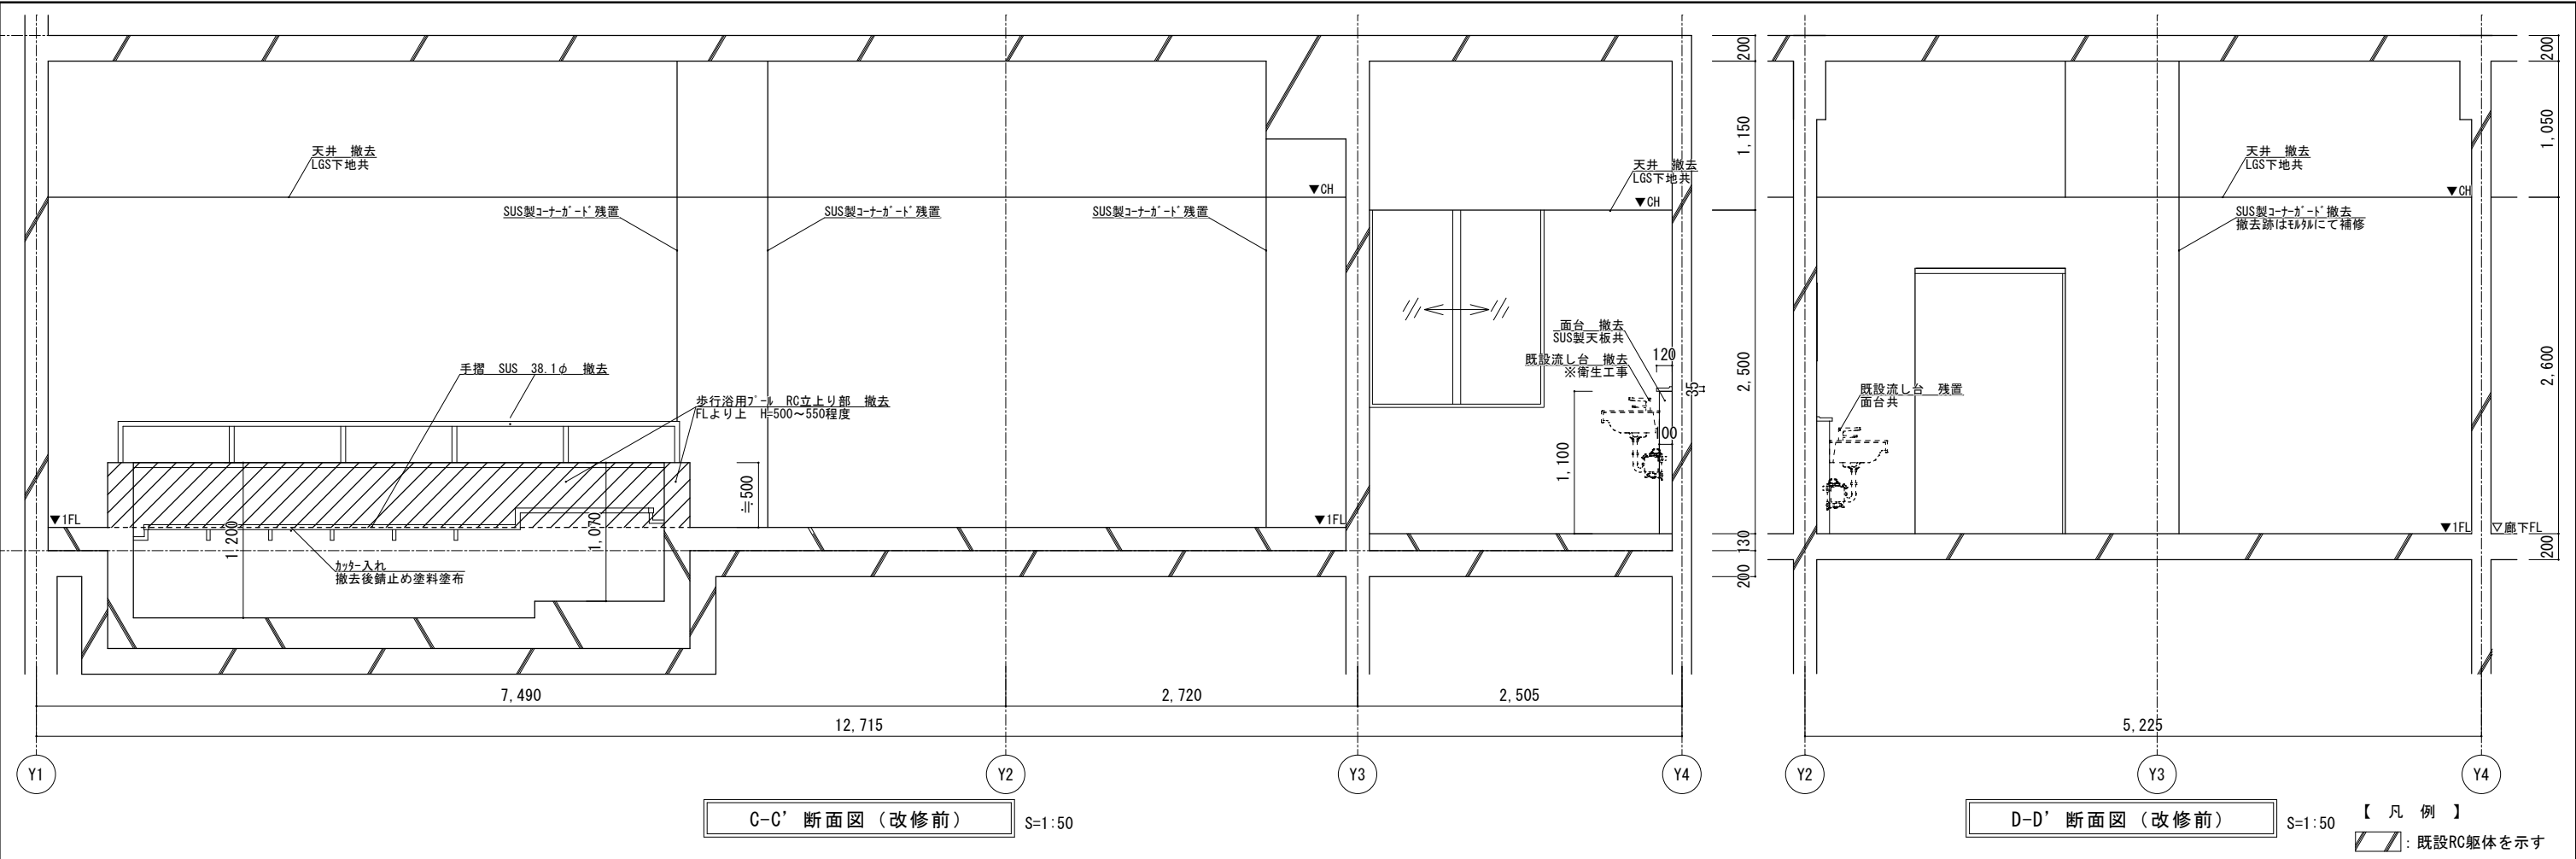 200
200
1,150
1,050
天井　撤去
LGS下地共
天井　撤去
LGS下地共
天井　撤去
LGS下地共
▼CH
▼CH
▼CH
SUS製ｺｰﾅｰｶﾞｰﾄﾞ残置
SUS製ｺｰﾅｰｶﾞｰﾄﾞ残置
SUS製ｺｰﾅｰｶﾞｰﾄﾞ残置
SUS製ｺｰﾅｰｶﾞｰﾄﾞ撤去
撤去跡はﾓﾙﾀﾙにて補修
面台　撤去
SUS製天板共
既設流し台　撤去
※衛生工事
120
35
2,500
2,600
手摺　SUS　38.1φ　撤去
歩行浴用ﾌﾟｰﾙ　RC立上り部　撤去
FLより上　H=500～550程度
既設流し台　残置
面台共
100
1,100
≒500
▼1FL
▼1FL
▼1FL
▽廊下FL
1,200
1,070
130
200
200
ｶｯﾀｰ入れ
撤去後錆止め塗料塗布
7,490
2,720
2,505
12,715
5,225
Y1
Y2
Y3
Y4
Y2
Y3
Y4
C-C’断面図（改修前）
S=1:50
D-D’断面図（改修前）
S=1:50
【　凡　例　】
：既設RC躯体を示す